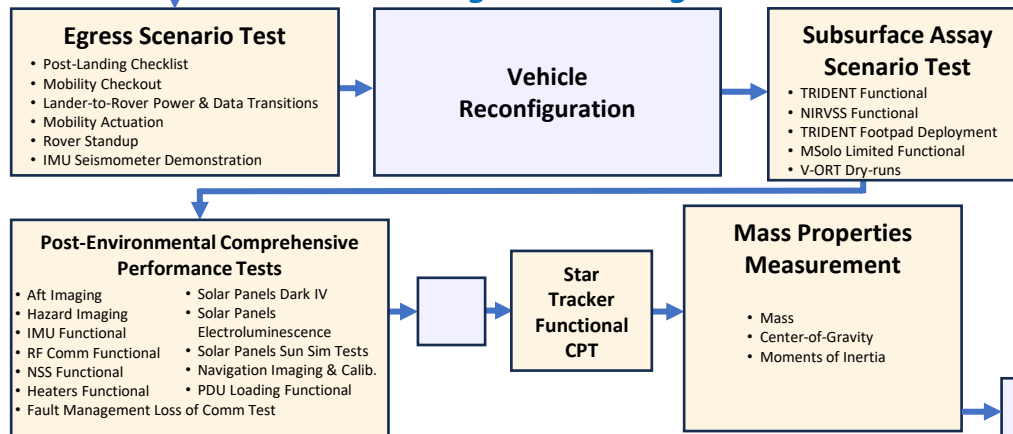 Egress Scenario Test
• Post-Landing Checklist
• Mobility Checkout
• Lander-to-Rover Power & Data Transitions
• Mobility Actuation
• Rover Standup
• IMU Seismometer Demonstration
Vehicle
Reconfiguration
Subsurface Assay
Scenario Test
• TRIDENT Functional
• NIRVSS Functional
• TRIDENT Footpad Deployment
• MSolo Limited Functional
• V-ORT Dry-runs
Post-Environmental Comprehensive
Performance Tests
• Aft Imaging
• Hazard Imaging
• IMU Functional
• RF Comm Functional
• NSS Functional
• Heaters Functional
• Fault Management Loss of Comm Test
• Solar Panels Dark IV
• Solar Panels
Electroluminescence
• Solar Panels Sun Sim Tests
• Navigation Imaging & Calib.
• PDU Loading Functional
Star
Tracker
Functional
CPT
Mass Properties
Measurement
• Mass
• Center-of-Gravity
• Moments of Inertia